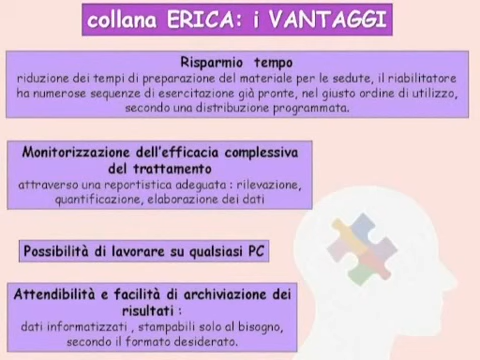 collana ERICA: i VANTAGGI
Risparmio tempo
riduzione dei tempi di preparazione del materiale per le sedute, il riabilitatore
ha numerose sequenze di esercitazione già pronte, nel giusto ordine di utilizzo,
secondo una distribuzione programmata.
Monitorizzazione dell'efficacia complessiva
del trattamento
attraverso una reportistica adeguata : rilevazione,
quantificazione, elaborazione dei dati
Possibilità di lavorare su qualsiasi PC
Attendibilità e facilità di archiviazione dei
risultati :
dati informatizzati , stampabili solo al bisogno,
secondo il formato desiderato.